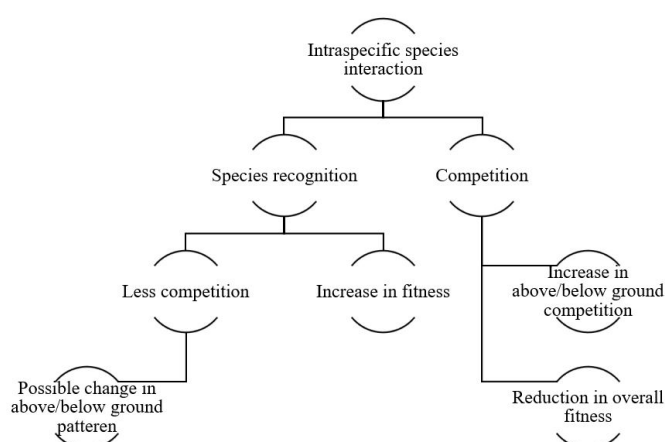 Intraspecific species
interaction
Species recognition
Competition
Less competition
Increase in fitness
Increase in
above/below ground
competition
Possible change in
above/below ground
patteren
Reduction in overall
fitness